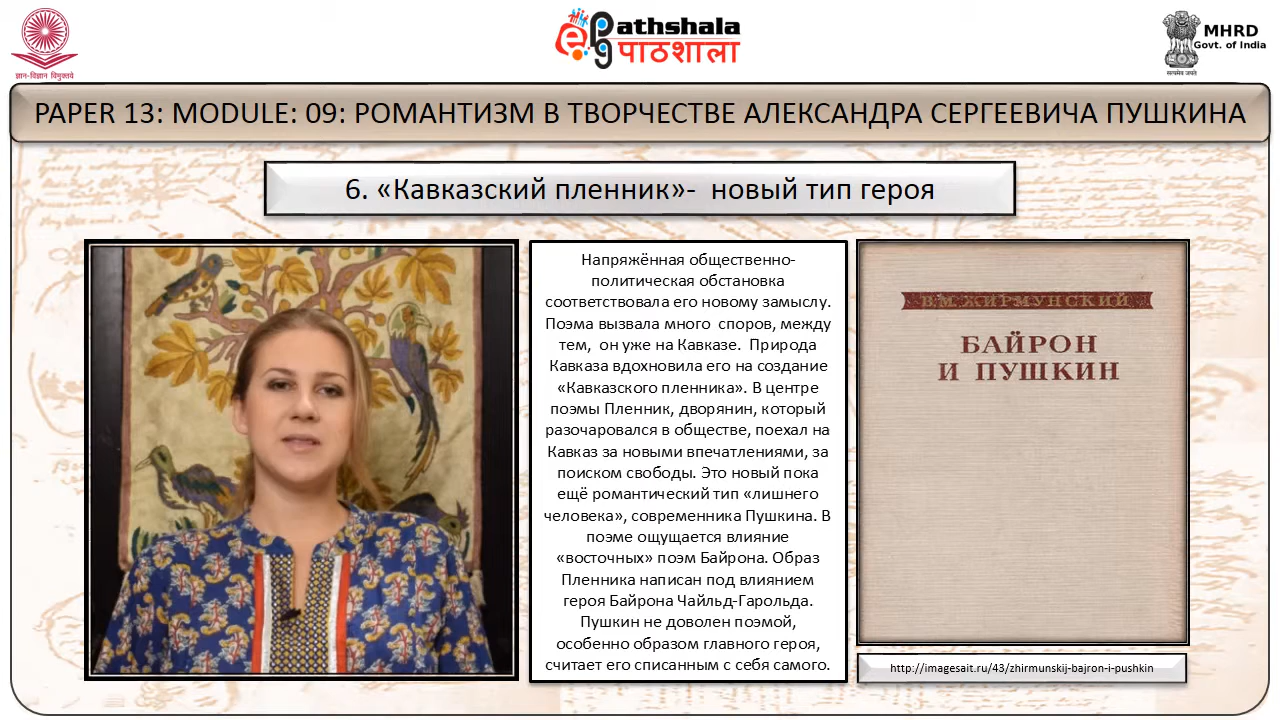 ज्ञान-विज्ञान विमुक्तये
ePg Pathshala
पाठशाला
MHRD
Govt. of India
सत्यमेव जयते
PAPER 13: MODULE: 09: РОМАНТИЗМ В ТВОРЧЕСТВЕ АЛЕКСАНДРА СЕРГЕЕВИЧА ПУШКИНА
6. «Кавказский пленник»- новый тип героя
Напряжённая общественно-
политическая обстановка
соответствовала его новому замыслу.
Поэма вызвала много споров, между
тем, он уже на Кавказе. Природа
Кавказа вдохновила его на создание
«Кавказского пленника». В центре
поэмы Пленник, дворянин, который
разочаровался в обществе, поехал на
Кавказ за новыми впечатлениями, за
поиском свободы. Это новый пока
ещё романтический тип «лишнего
человека», современника Пушкина. В
поэме ощущается влияние
«восточных» поэм Байрона. Образ
Пленника написан под влиянием
героя Байрона Чайльд-Гарольда.
Пушкин не доволен поэмой,
особенно образом главного героя,
считает его списанным с себя самого.
В.М.ЖИРМУНСКИЙ
БАЙРОН
И ПУШКИН
http://imagesait.ru/43/zhirmunskij-bajron-i-pushkin